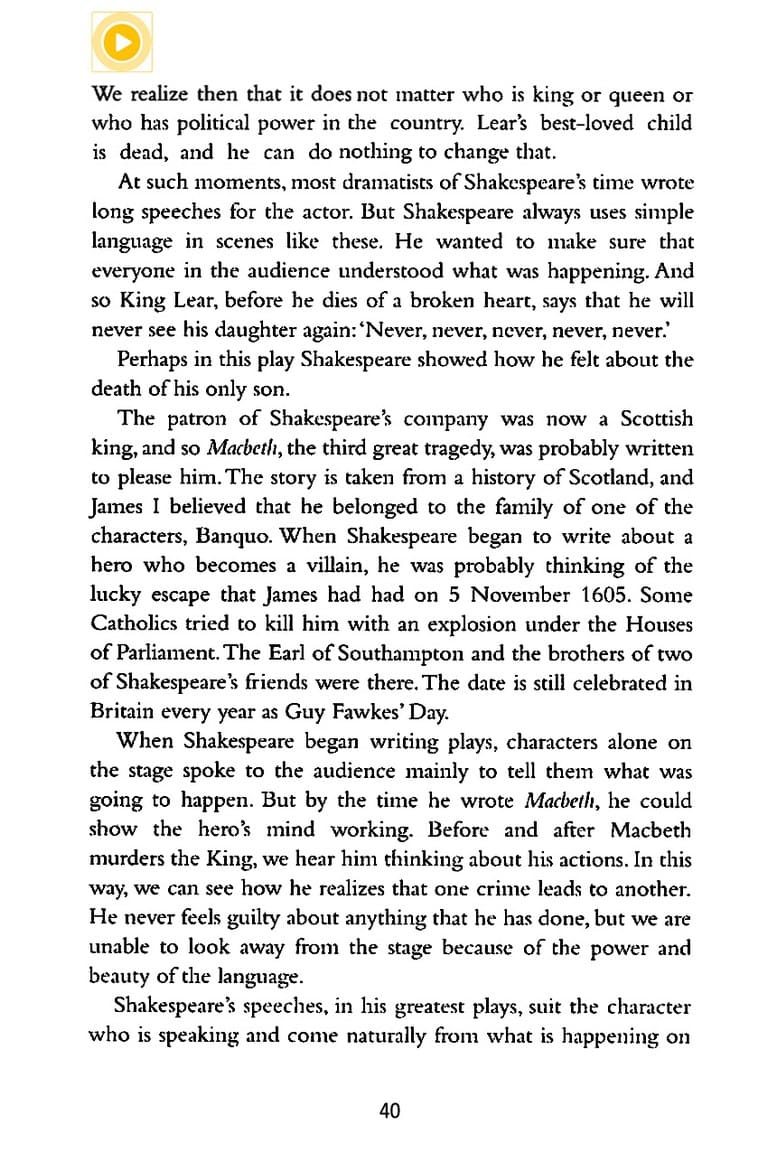 We realize then that it does not matter who is king or queen or
who has political power in the country. Lear's best-loved child
is dead, and he can do nothing to change that.
At such moments, most dramatists of Shakespeare's time wrote
long speeches for the actor. But Shakespeare always uses simple
language in scenes like these. He wanted to make sure that
everyone in the audience understood what was happening. And
so King Lear, before he dies of a broken heart, says that he will
never see his daughter again: ‘Never, never, never, never, never.’
Perhaps in this play Shakespeare showed how he felt about the
death of his only son.
The patron of Shakespeare's company was now a Scottish
king, and so Macbeth, the third great tragedy, was probably written
to please him. The story is taken from a history of Scotland, and
James I believed that he belonged to the family of one of the
characters, Banquo. When Shakespeare began to write about a
hero who becomes a villain, he was probably thinking of the
lucky escape that James had had on 5 November 1605. Some
Catholics tried to kill him with an explosion under the Houses
of Parliament. The Earl of Southampton and the brothers of two
of Shakespeare's friends were there. The date is still celebrated in
Britain every year as Guy Fawkes' Day.
When Shakespeare began writing plays, characters alone on
the stage spoke to the audience mainly to tell them what was
going to happen. But by the time he wrote Macbeth, he could
show the hero's mind working. Before and after Macbeth
murders the King, we hear him thinking about his actions. In this
way, we can see how he realizes that one crime leads to another.
He never feels guilty about anything that he has done, but we are
unable to look away from the stage because of the power and
beauty of the language.
Shakespeare's speeches, in his greatest plays, suit the character
who is speaking and come naturally from what is happening on
40